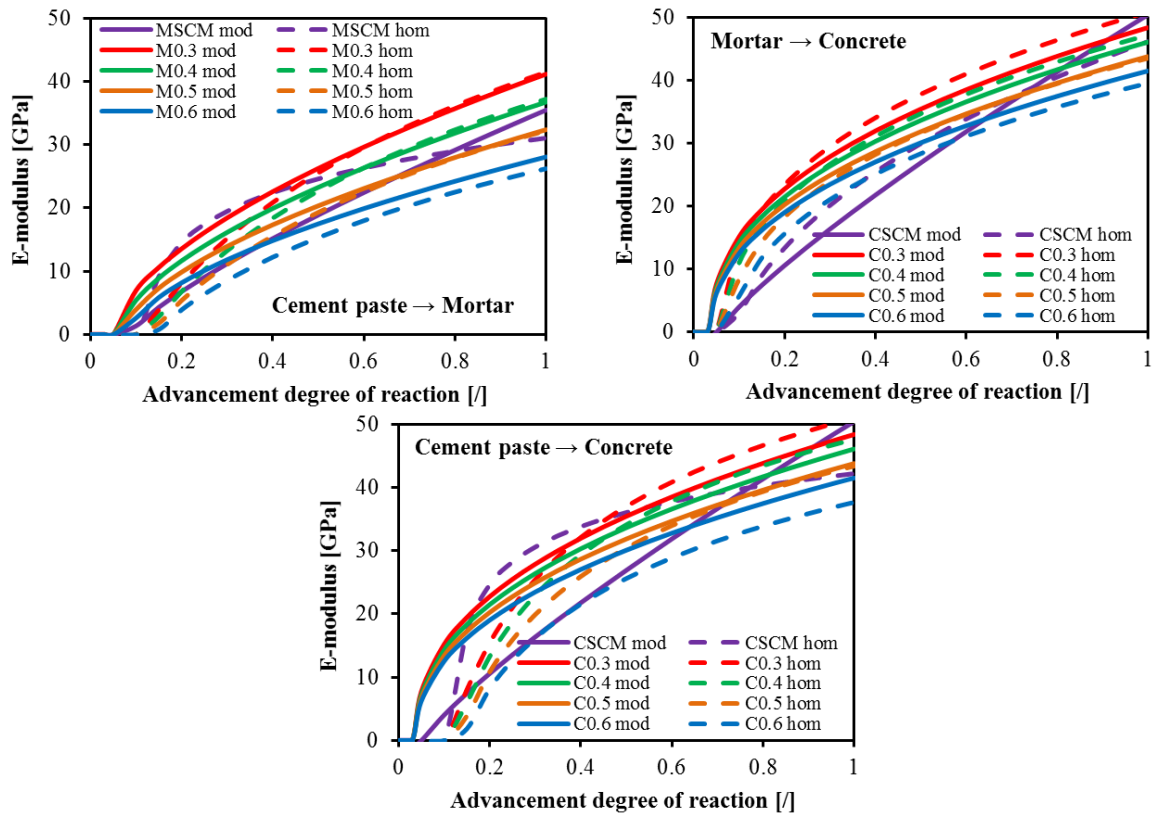 50
40
30
20
10
0
E-modulus [GPa]
MSCM mod MSCM hom
M0.3 mod M0.3 hom
M0.4 mod M0.4 hom
M0.5 mod M0.5 hom
M0.6 mod M0.6 hom
Cement paste → Mortar
0 0.2 0.4 0.6 0.8 1
Advancement degree of reaction [/]
50
40
30
20
10
0
E-modulus [GPa]
Mortar → Concrete
CSCM mod CSCM hom
C0.3 mod C0.3 hom
C0.4 mod C0.4 hom
C0.5 mod C0.5 hom
C0.6 mod C0.6 hom
0 0.2 0.4 0.6 0.8 1
Advancement degree of reaction [/]
50
40
30
20
10
0
E-modulus [GPa]
Cement paste → Concrete
CSCM mod CSCM hom
C0.3 mod C0.3 hom
C0.4 mod C0.4 hom
C0.5 mod C0.5 hom
C0.6 mod C0.6 hom
0 0.2 0.4 0.6 0.8 1
Advancement degree of reaction [/]